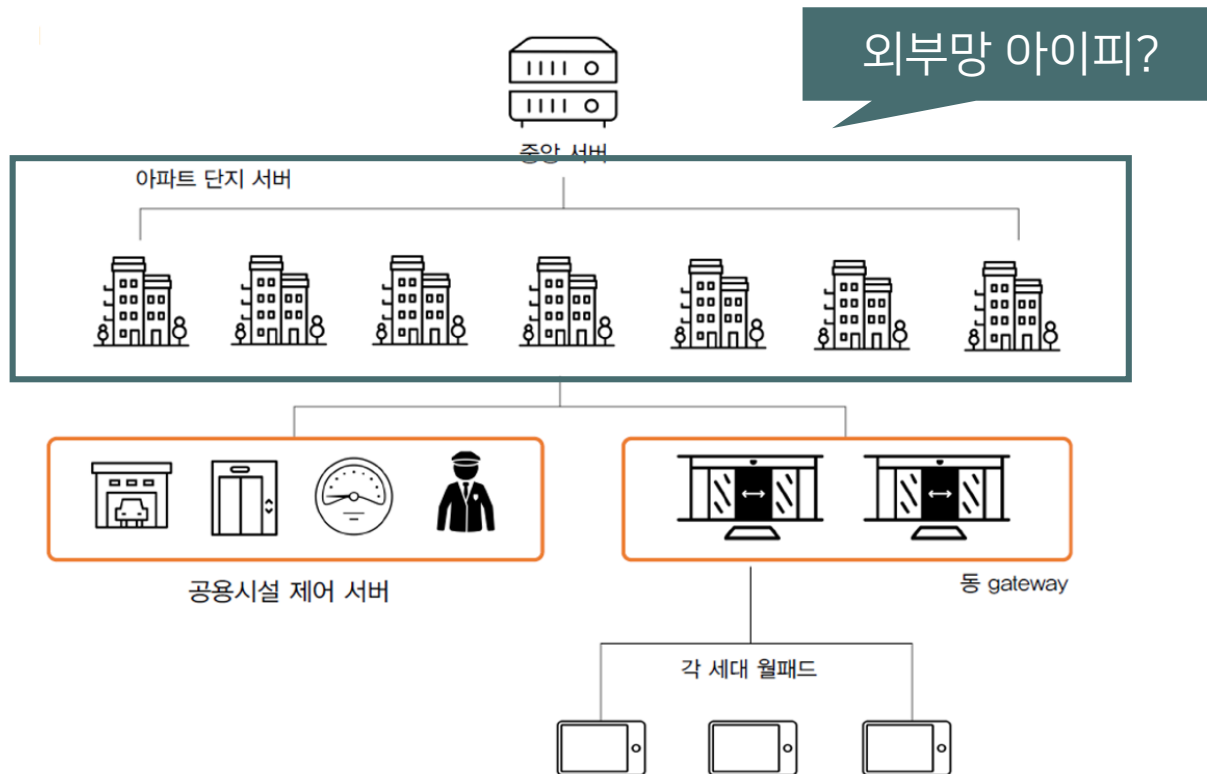 외부망 아이피?
중앙 서버
아파트 단지 서버
공용시설 제어 서버
동 gateway
각 세대 월패드